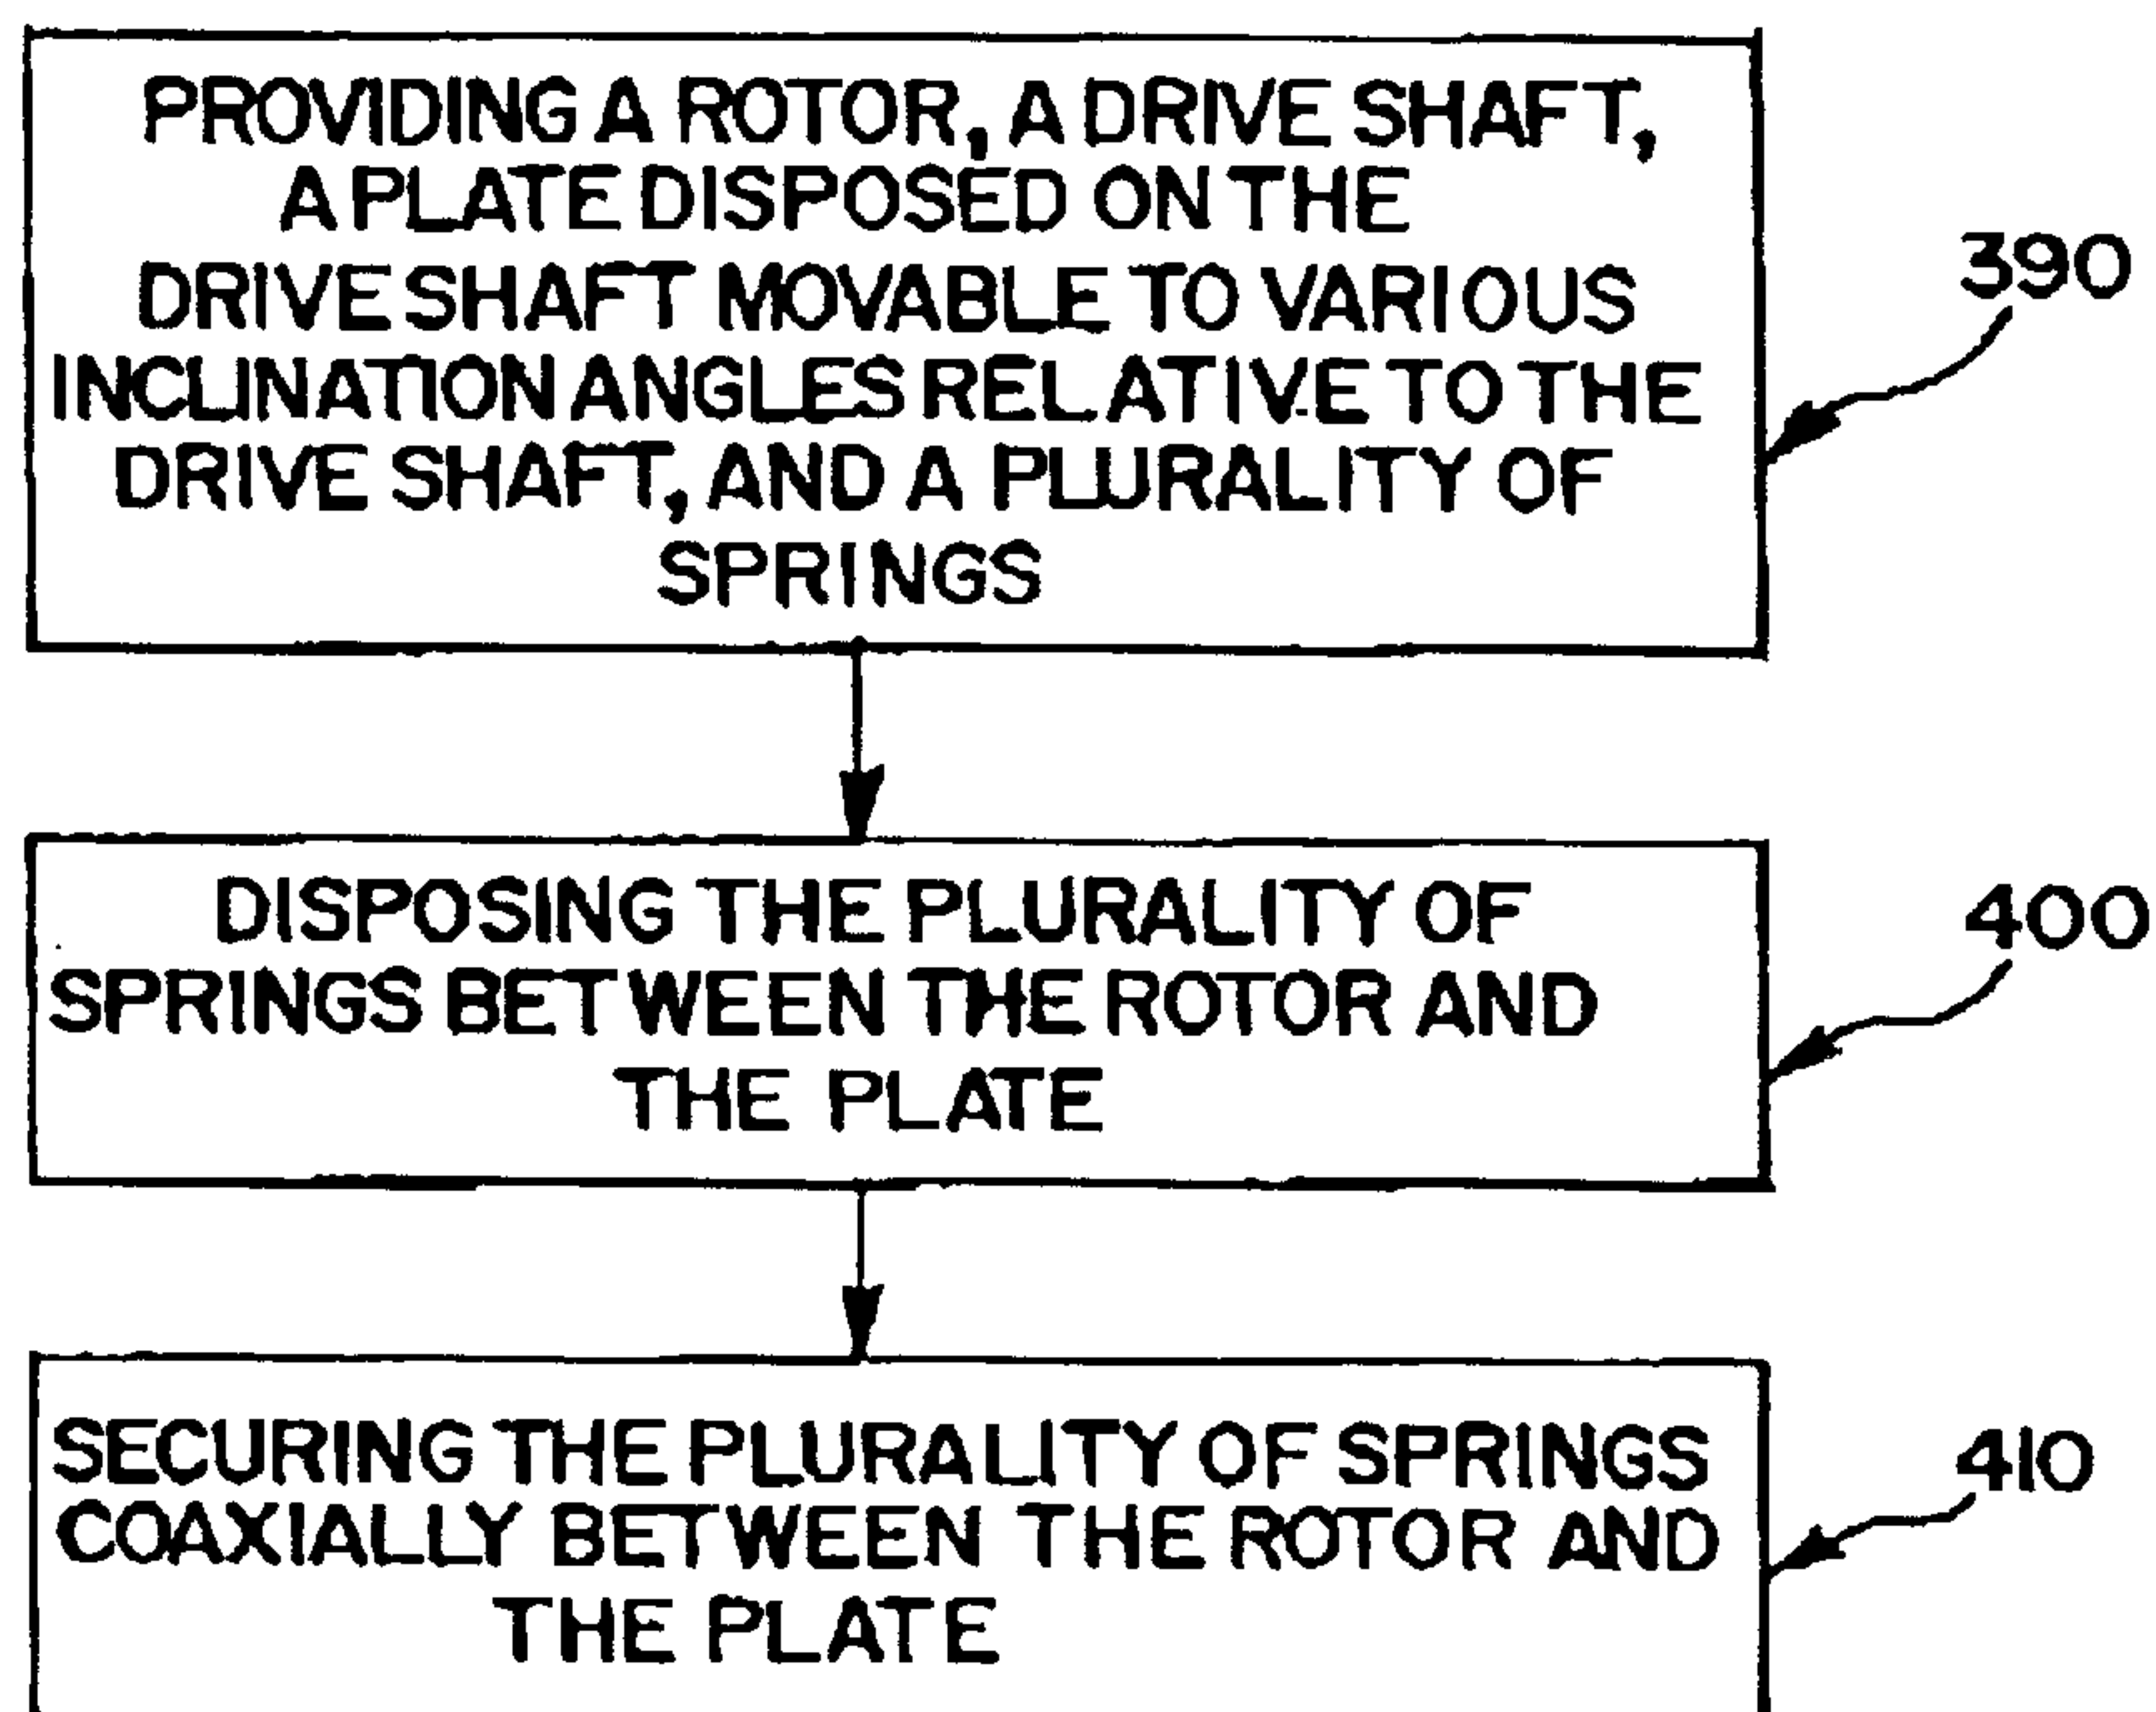 PROVIDING A ROTOR, A DRIVE SHAFT,
A PLATE DISPOSED ON THE
DRIVE SHAFT MOVABLE TO VARIOUS
INCLINATION ANGLES RELATIVE TO THE
DRIVE SHAFT, AND A PLURALITY OF
SPRINGS
390
DISPOSING THE PLURALITY OF
SPRINGS BETWEEN THE ROTOR AND
THE PLATE
400
SECURING THE PLURALITY OF SPRINGS
COAXIALLY BETWEEN THE ROTOR AND
THE PLATE
410